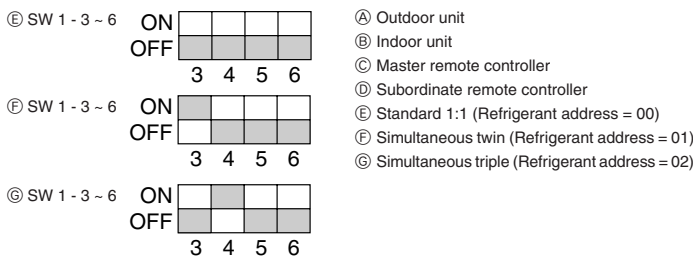 Ⓔ SW 1 - 3 ~ 6
ON
OFF
3 4 5 6
Ⓕ SW 1 - 3 ~ 6
ON
OFF
3 4 5 6
Ⓖ SW 1 - 3 ~ 6
ON
OFF
3 4 5 6
Ⓐ Outdoor unit
Ⓑ Indoor unit
Ⓒ Master remote controller
Ⓓ Subordinate remote controller
Ⓔ Standard 1:1 (Refrigerant address = 00)
Ⓕ Simultaneous twin (Refrigerant address = 01)
Ⓖ Simultaneous triple (Refrigerant address = 02)